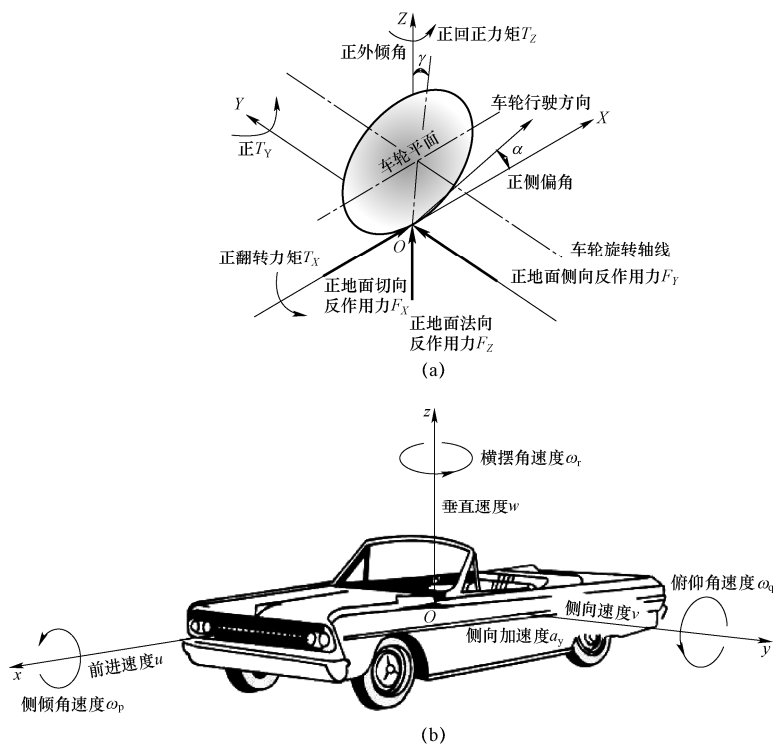 Z
正回正力矩T_Z
正外倾角
γ
Y
车轮行驶方向
X
正T_Y
车轮平面
α
正侧偏角
O
车轮旋转轴线
正翻转力矩T_X
正地面切向
反作用力F_X
正地面侧向反作用力F_Y
正地面法向
反作用力F_Z
(a)
z
横摆角速度ω_r
垂直速度w
俯仰角速度ω_q
侧向速度v
O
侧向加速度a_y
y
x
前进速度u
侧倾角速度ω_p
(b)